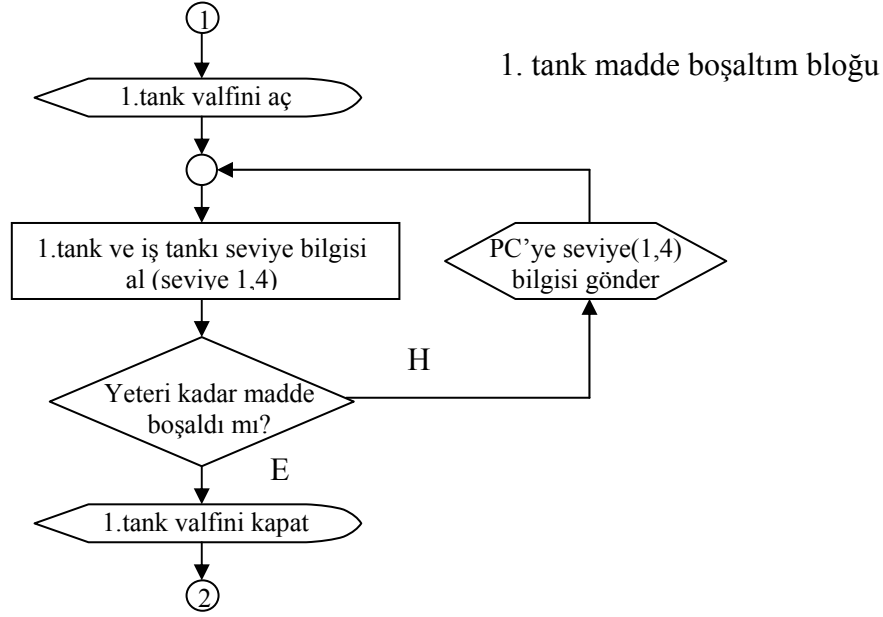 1
1. tank madde boşaltım bloğu
1.tank valfini aç
1.tank ve iş tankı seviye bilgisi
al (seviye 1,4)
PC’ye seviye(1,4)
bilgisi gönder
H
Yeteri kadar madde
boşaldı mı?
E
1.tank valfini kapat
2